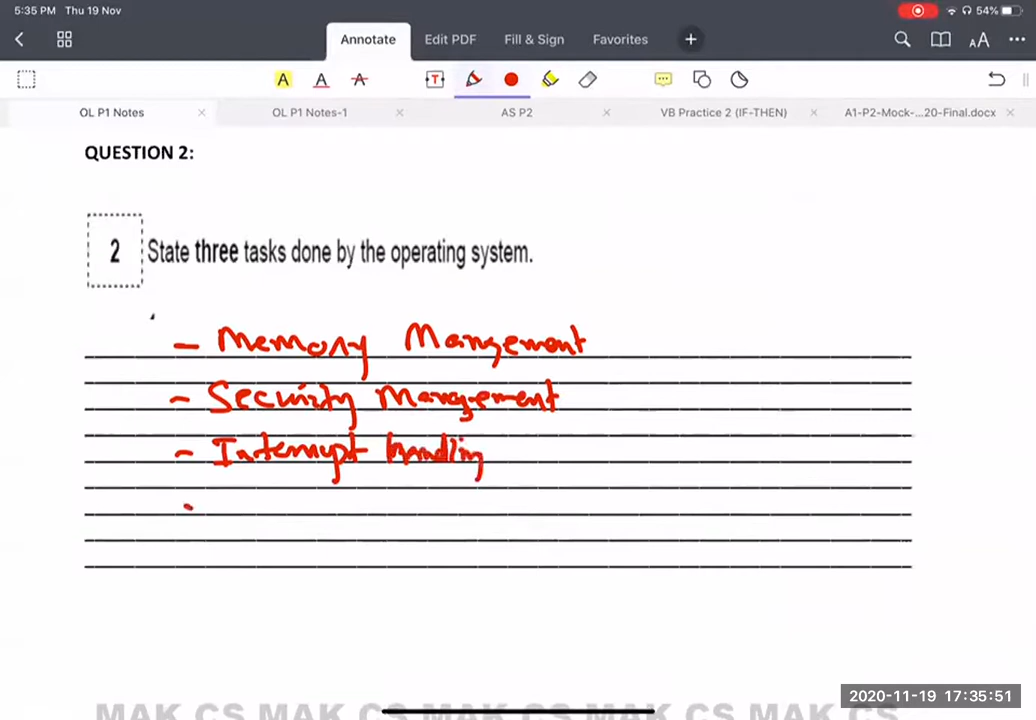 5:35 PM Thu 19 Nov 54%
Annotate Edit PDF Fill & Sign Favorites + AA
A A A T
OL P1 Notes × OL P1 Notes-1 × AS P2 × VB Practice 2 (IF-THEN) × A1-P2-Mock-...20-Final.docx ×
QUESTION 2:
2 State three tasks done by the operating system.
- Memory Mangement
- Security Mangement
- Interrupt handling
MAK CS MAK CS MAK CS MAK CS MAK CS
2020-11-19 17:35:51